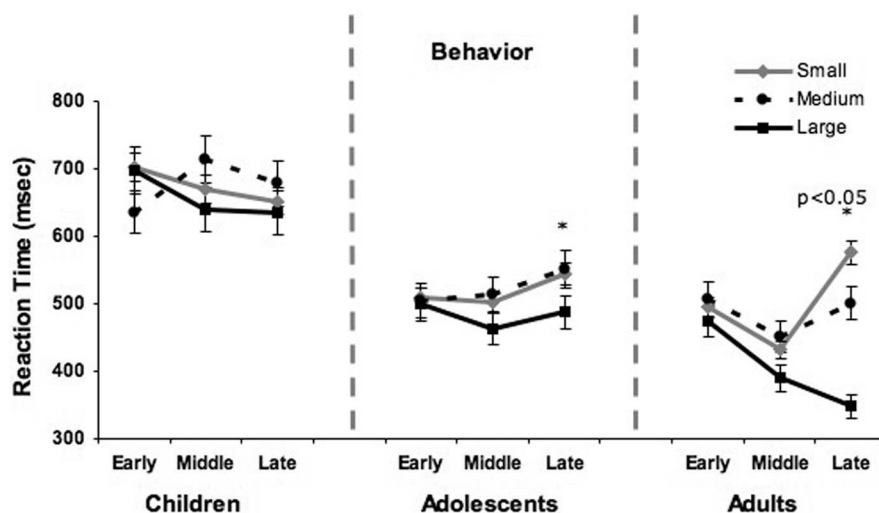 Behavior
Small
Medium
Large
Reaction Time (msec)
800
700
600
500
400
300
*
p<0.05
*
Early Middle Late
Early Middle Late
Early Middle Late
Children
Adolescents
Adults